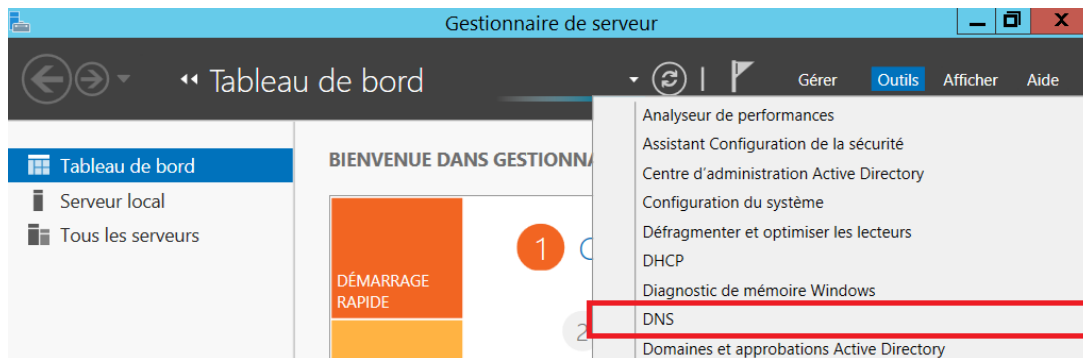 Gestionnaire de serveur
Tableau de bord
Gérer Outils Afficher Aide
Analyseur de performances
Assistant Configuration de la sécurité
Centre d'administration Active Directory
Configuration du système
Défragmenter et optimiser les lecteurs
DHCP
Diagnostic de mémoire Windows
DNS
Domaines et approbations Active Directory
Tableau de bord
Serveur local
Tous les serveurs
BIENVENUE DANS
DÉMARRAGE
RAPIDE
1
2